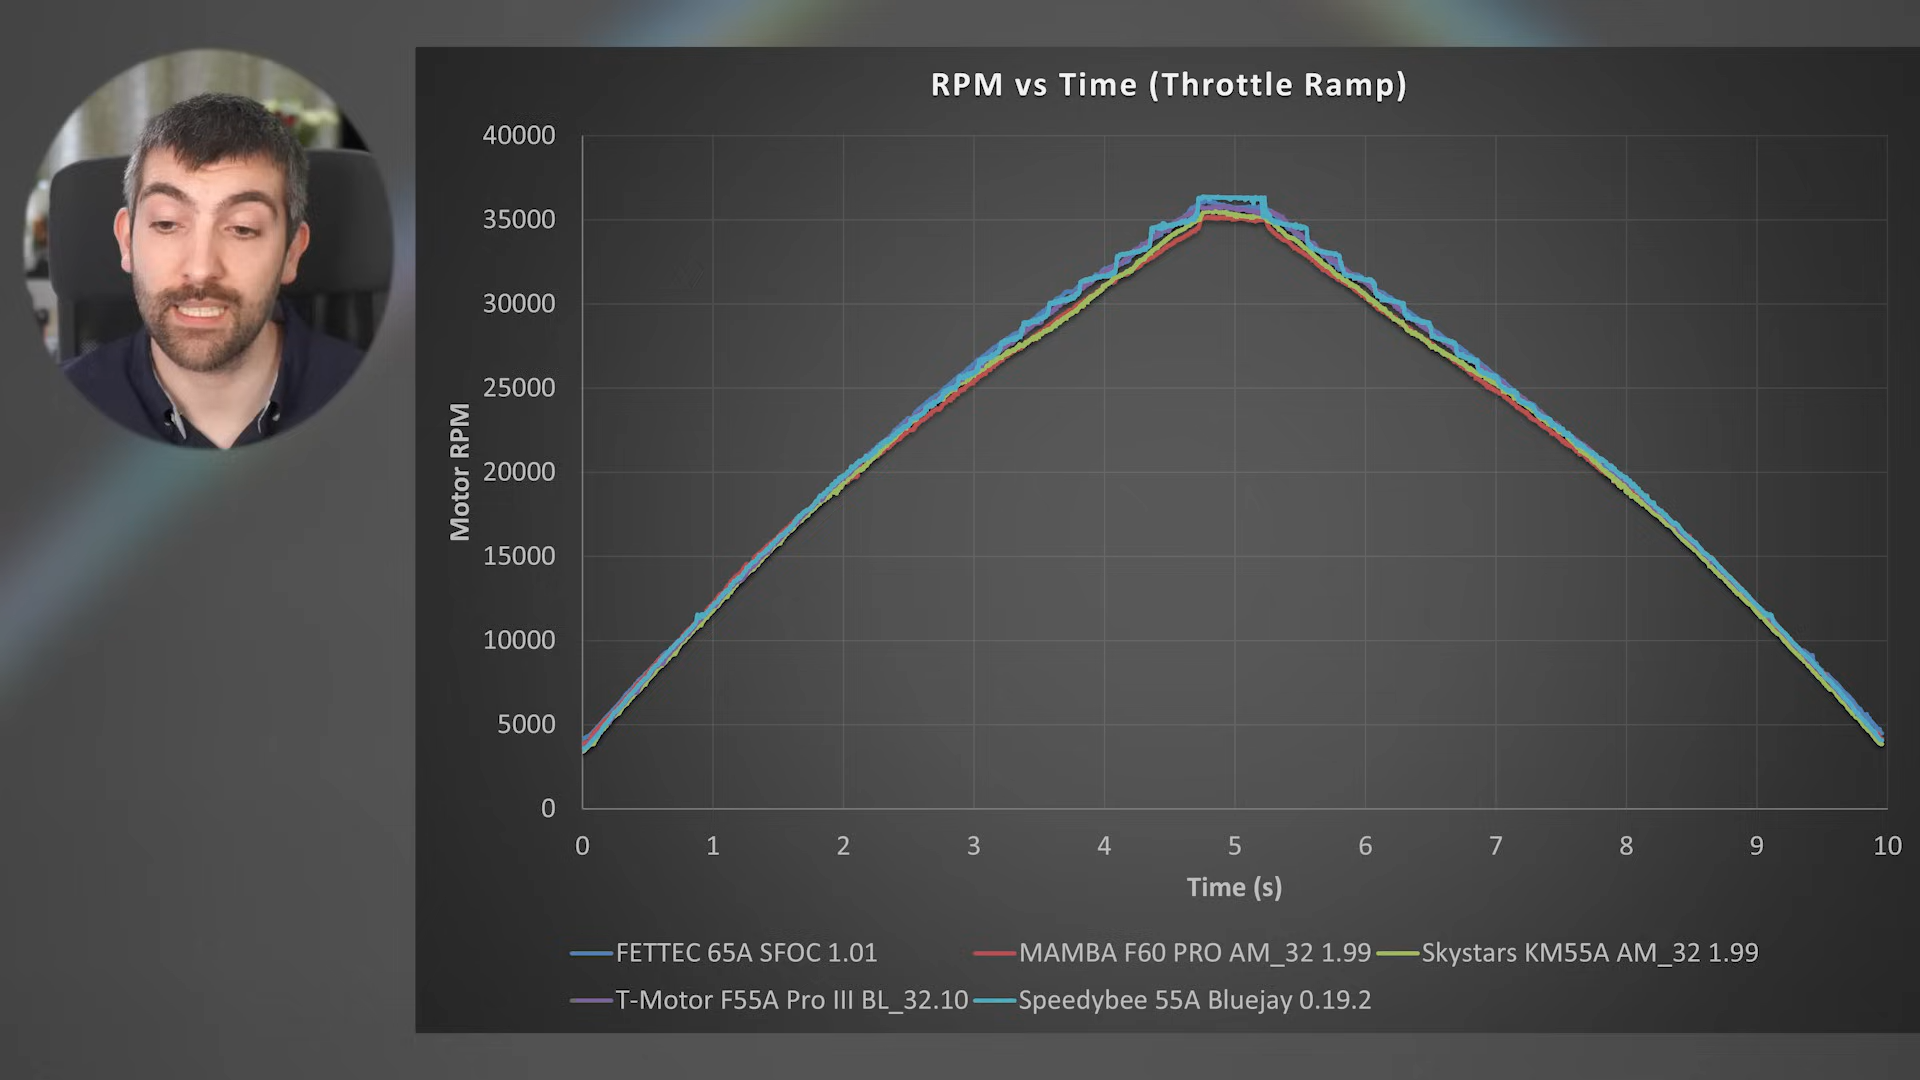 RPM vs Time (Throttle Ramp)
40000
35000
30000
25000
20000
15000
10000
5000
0
Motor RPM
0 1 2 3 4 5 6 7 8 9 10
Time (s)
FETTEC 65A SFOC 1.01 MAMBA F60 PRO AM_32 1.99 Skystars KM55A AM_32 1.99
T-Motor F55A Pro III BL_32.10 Speedybee 55A Bluejay 0.19.2